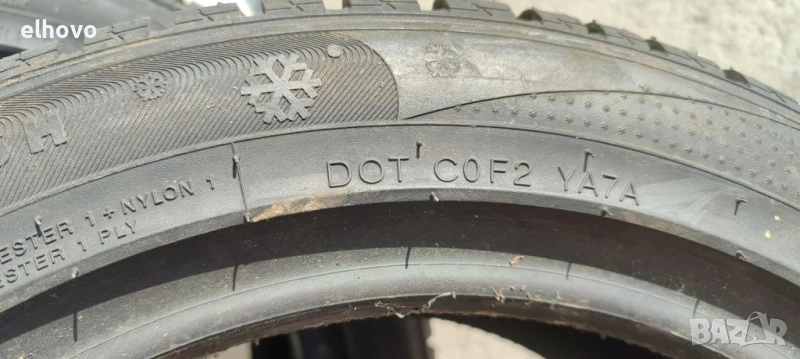 elhovo
H
DOT C0F2 YA7A
ESTER 1 + NYLON 1
ESTER 1 PLY
BAZAR